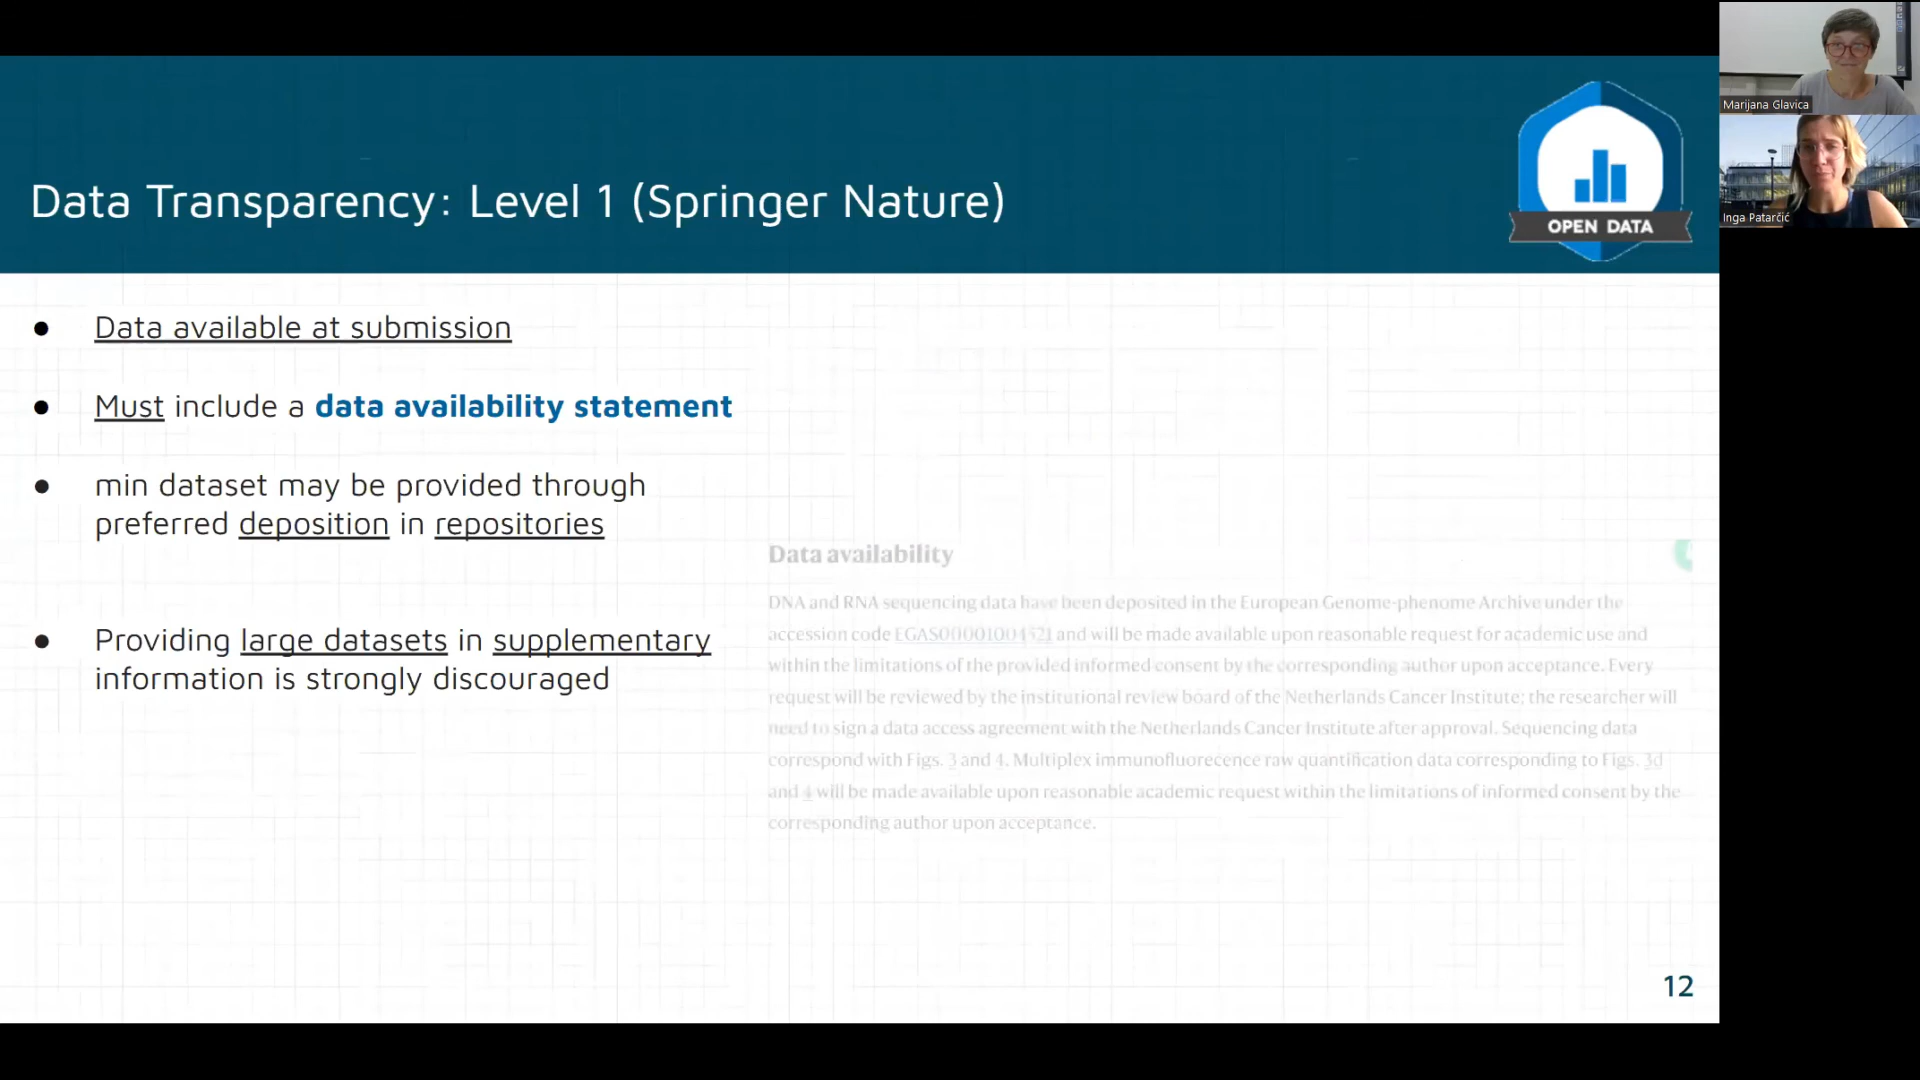 Data Transparency: Level 1 (Springer Nature)
OPEN DATA
Marijana Glavica
Inga Patarčić
● Data available at submission
● Must include a data availability statement
● min dataset may be provided through
preferred deposition in repositories
● Providing large datasets in supplementary
information is strongly discouraged
Data availability
DNA and RNA sequencing data have been deposited in the European Genome-phenome Archive under the
accession code and will be made available upon reasonable request for academic use and
within the limitations of the provided informed consent by the corresponding author upon acceptance. Every
request will be reviewed by the institutional review board of the Netherlands Cancer Institute; the researcher will
need to sign a data access agreement with the Netherlands Cancer Institute after approval. Sequencing data
correspond with Figs. 3 and 4. Multiplex immunofluorecence raw quantification data corresponding to Figs. 3d
and 4 will be made available upon reasonable academic request within the limitations of informed consent by the
corresponding author upon acceptance.
12